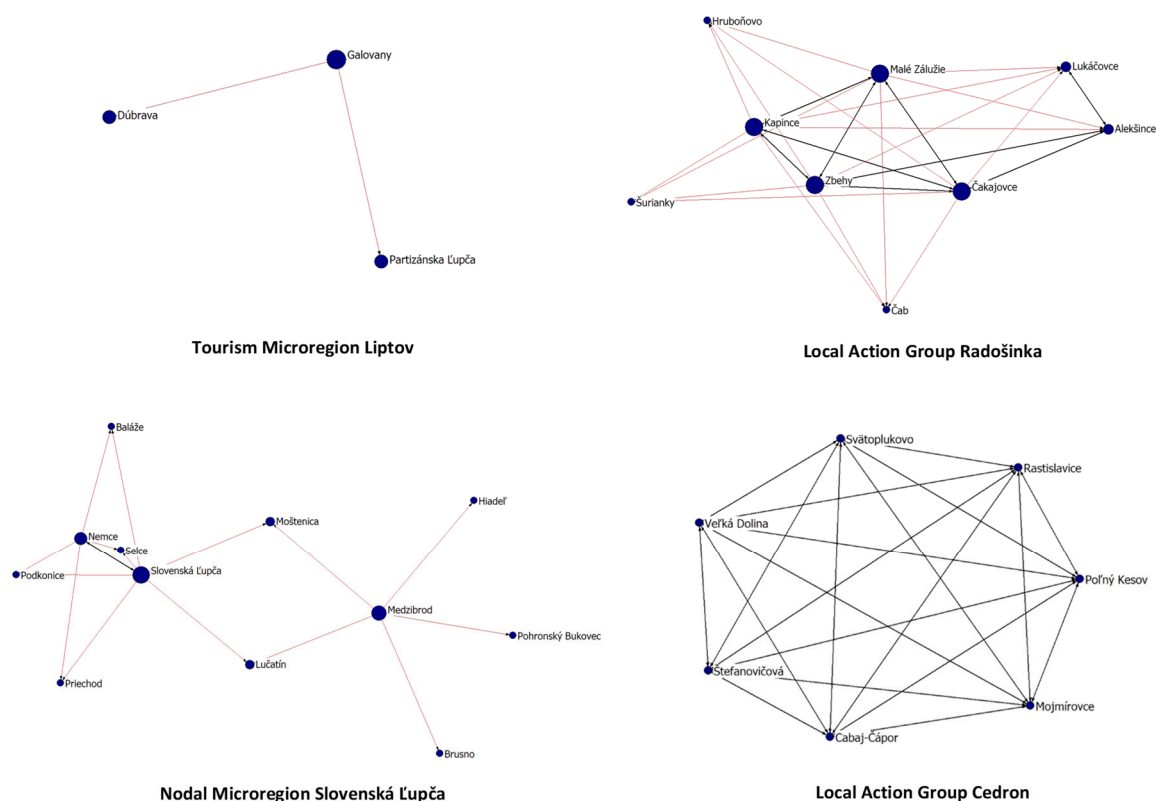 Galovany
Dúbrava
Partizánska Ľupča
Tourism Microregion Liptov
Hruboňovo
Malé Zálužie
Lukáčovce
Kapince
Alekšince
Zbehy
Čakajovce
Šurianky
Čab
Local Action Group Radošinka
Baláže
Hiadeľ
Moštenica
Nemce
Selce
Podkonice
Slovenská Ľupča
Medzibrod
Pohronský Bukovec
Lučatín
Priechod
Brusno
Nodal Microregion Slovenská Ľupča
Svätoplukovo
Rastislavice
Veľká Dolina
Poľný Kesov
Štefanovičová
Mojmírovce
Cabaj-Čápor
Local Action Group Cedron